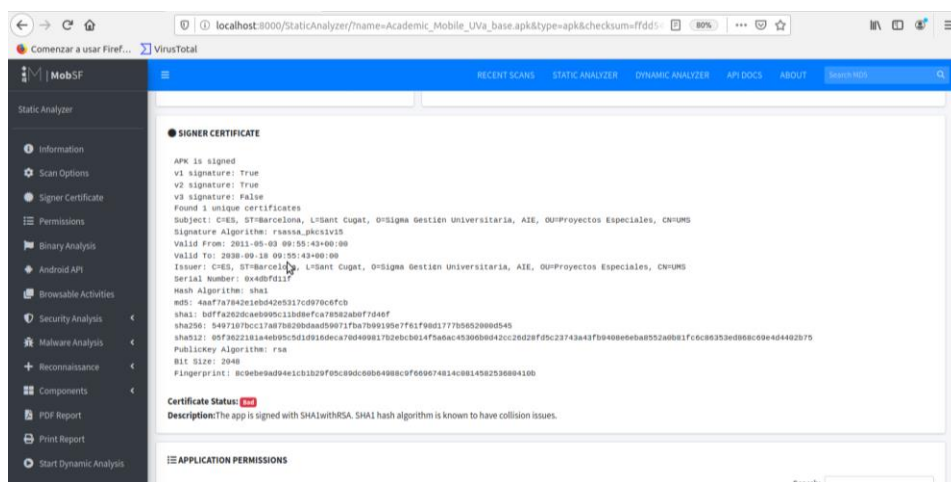 localhost:8000/StaticAnalyzer/?name=Academic_Mobile_UVa_base.apk&type=apk&checksum=ffdd5
80%
Comenzar a usar Firef...
VirusTotal
MobSF
RECENT SCANS
STATIC ANALYZER
DYNAMIC ANALYZER
API DOCS
ABOUT
Search MD5
Static Analyzer
Information
Scan Options
Signer Certificate
Permissions
Binary Analysis
Android API
Browsable Activities
Security Analysis
Malware Analysis
Reconnaissance
Components
PDF Report
Print Report
Start Dynamic Analysis
SIGNER CERTIFICATE
APK is signed
v1 signature: True
v2 signature: True
v3 signature: False
Found 1 unique certificates
Subject: C=ES, ST=Barcelona, L=Sant Cugat, O=Sigma Gestión Universitaria, AIE, OU=Proyectos Especiales, CN=UMS
Signature Algorithm: rsassa_pkcs1v15
Valid From: 2011-05-03 09:55:43+00:00
Valid To: 2038-09-18 09:55:43+00:00
Issuer: C=ES, ST=Barcelona, L=Sant Cugat, O=Sigma Gestión Universitaria, AIE, OU=Proyectos Especiales, CN=UMS
Serial Number: 0x4dbfd11f
Hash Algorithm: sha1
md5: 4aaf7a7842e1ebd42e5317cd970c6fcb
sha1:
sha256:
sha512:
PublicKey Algorithm: rsa
Bit Size: 2048
Fingerprint:
Certificate Status: Bad
Description:The app is signed with SHA1withRSA. SHA1 hash algorithm is known to have collision issues.
APPLICATION PERMISSIONS